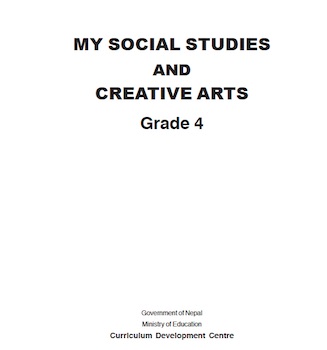 MY SOCIAL STUDIES
AND
CREATIVE ARTS
Grade 4
Government of Nepal
Ministry of Education
Curriculum Development Centre